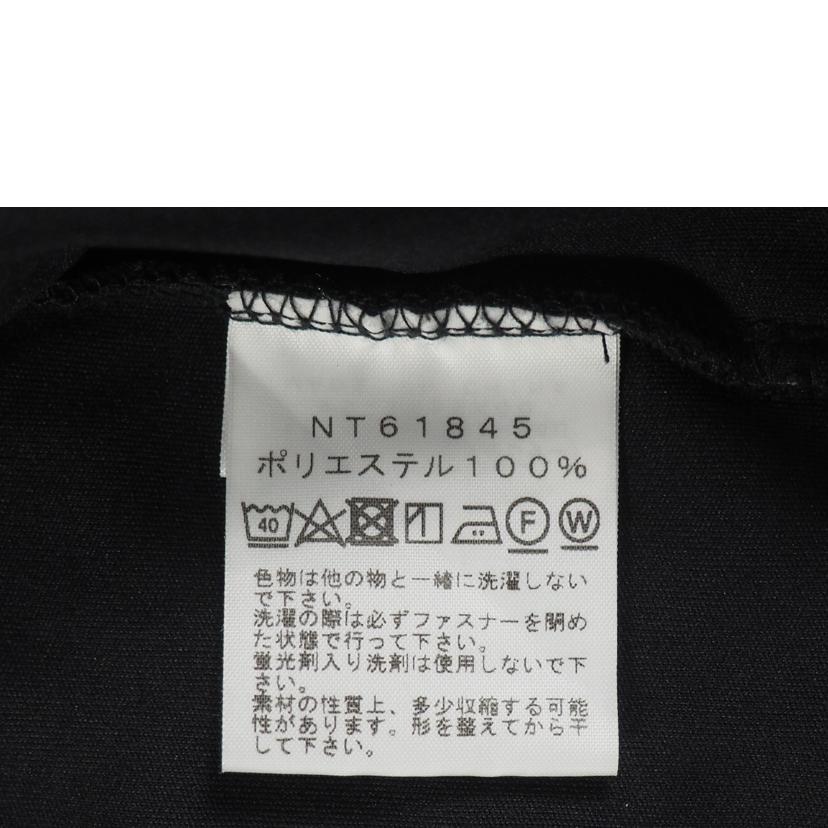 NT61845
ポリエステル100%
40 F W
色物は他の物と一緒に洗濯しない
で下さい。
洗濯の際は必ずファスナーを閉め
た状態で行って下さい。
蛍光剤入り洗剤は使用しないで下
さい。
素材の性質上、多少収縮する可能
性があります。形を整えてから干
して下さい。